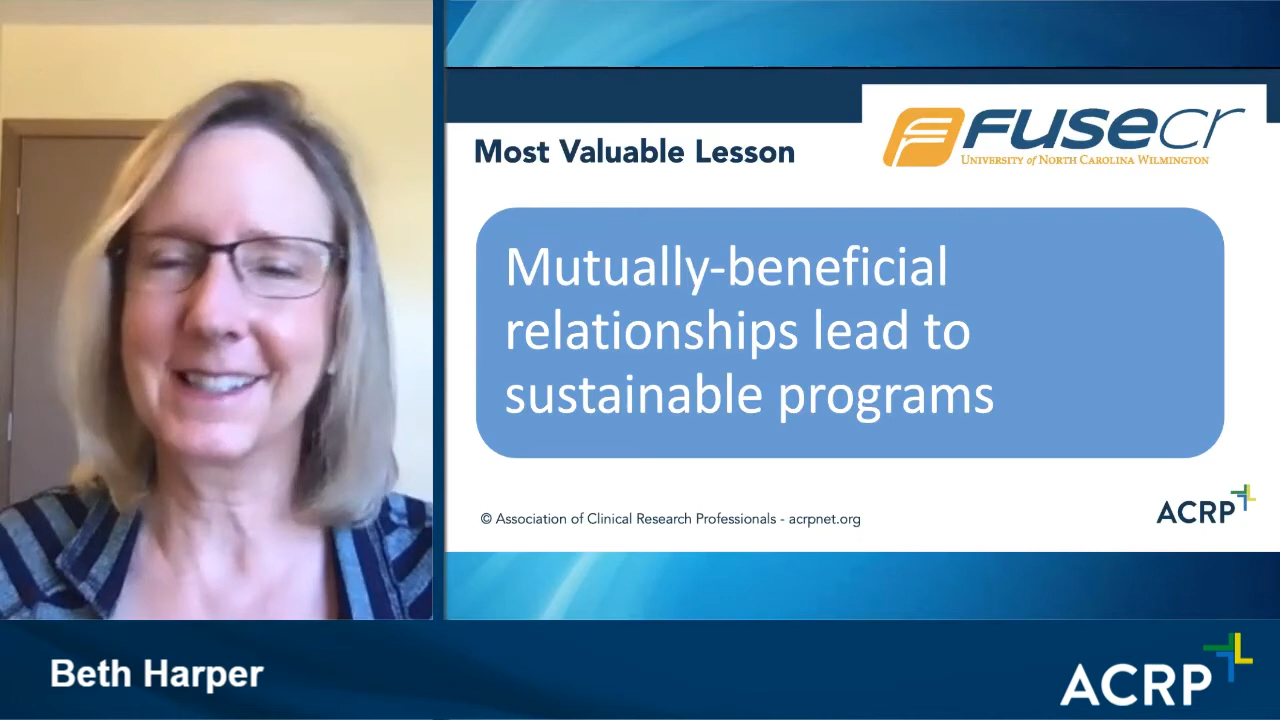 FUSEcr
UNIVERSITY of NORTH CAROLINA WILMINGTON
Most Valuable Lesson
Mutually-beneficial
relationships lead to
sustainable programs
© Association of Clinical Research Professionals - acrpnet.org
ACRP
Beth Harper
ACRP